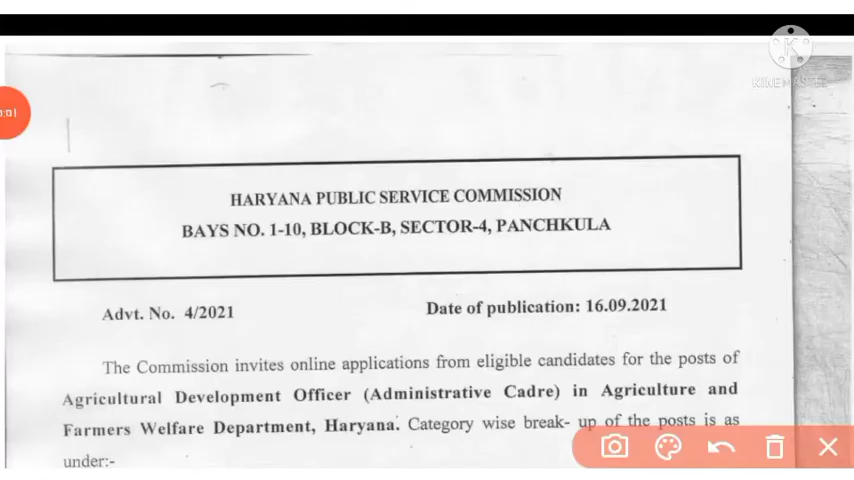 KINEMASTER
:01
HARYANA PUBLIC SERVICE COMMISSION
BAYS NO. 1-10, BLOCK-B, SECTOR-4, PANCHKULA
Advt. No. 4/2021
Date of publication: 16.09.2021
The Commission invites online applications from eligible candidates for the posts of
Agricultural Development Officer (Administrative Cadre) in Agriculture and
Farmers Welfare Department, Haryana. Category wise break- up of the posts is as
under:-